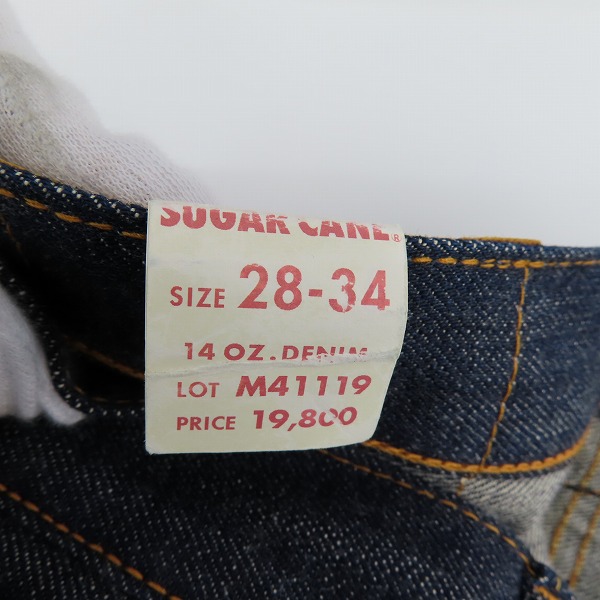 SUGAR CANE®
SIZE 28-34
14 OZ. DENIM
LOT M41119
PRICE 19,800